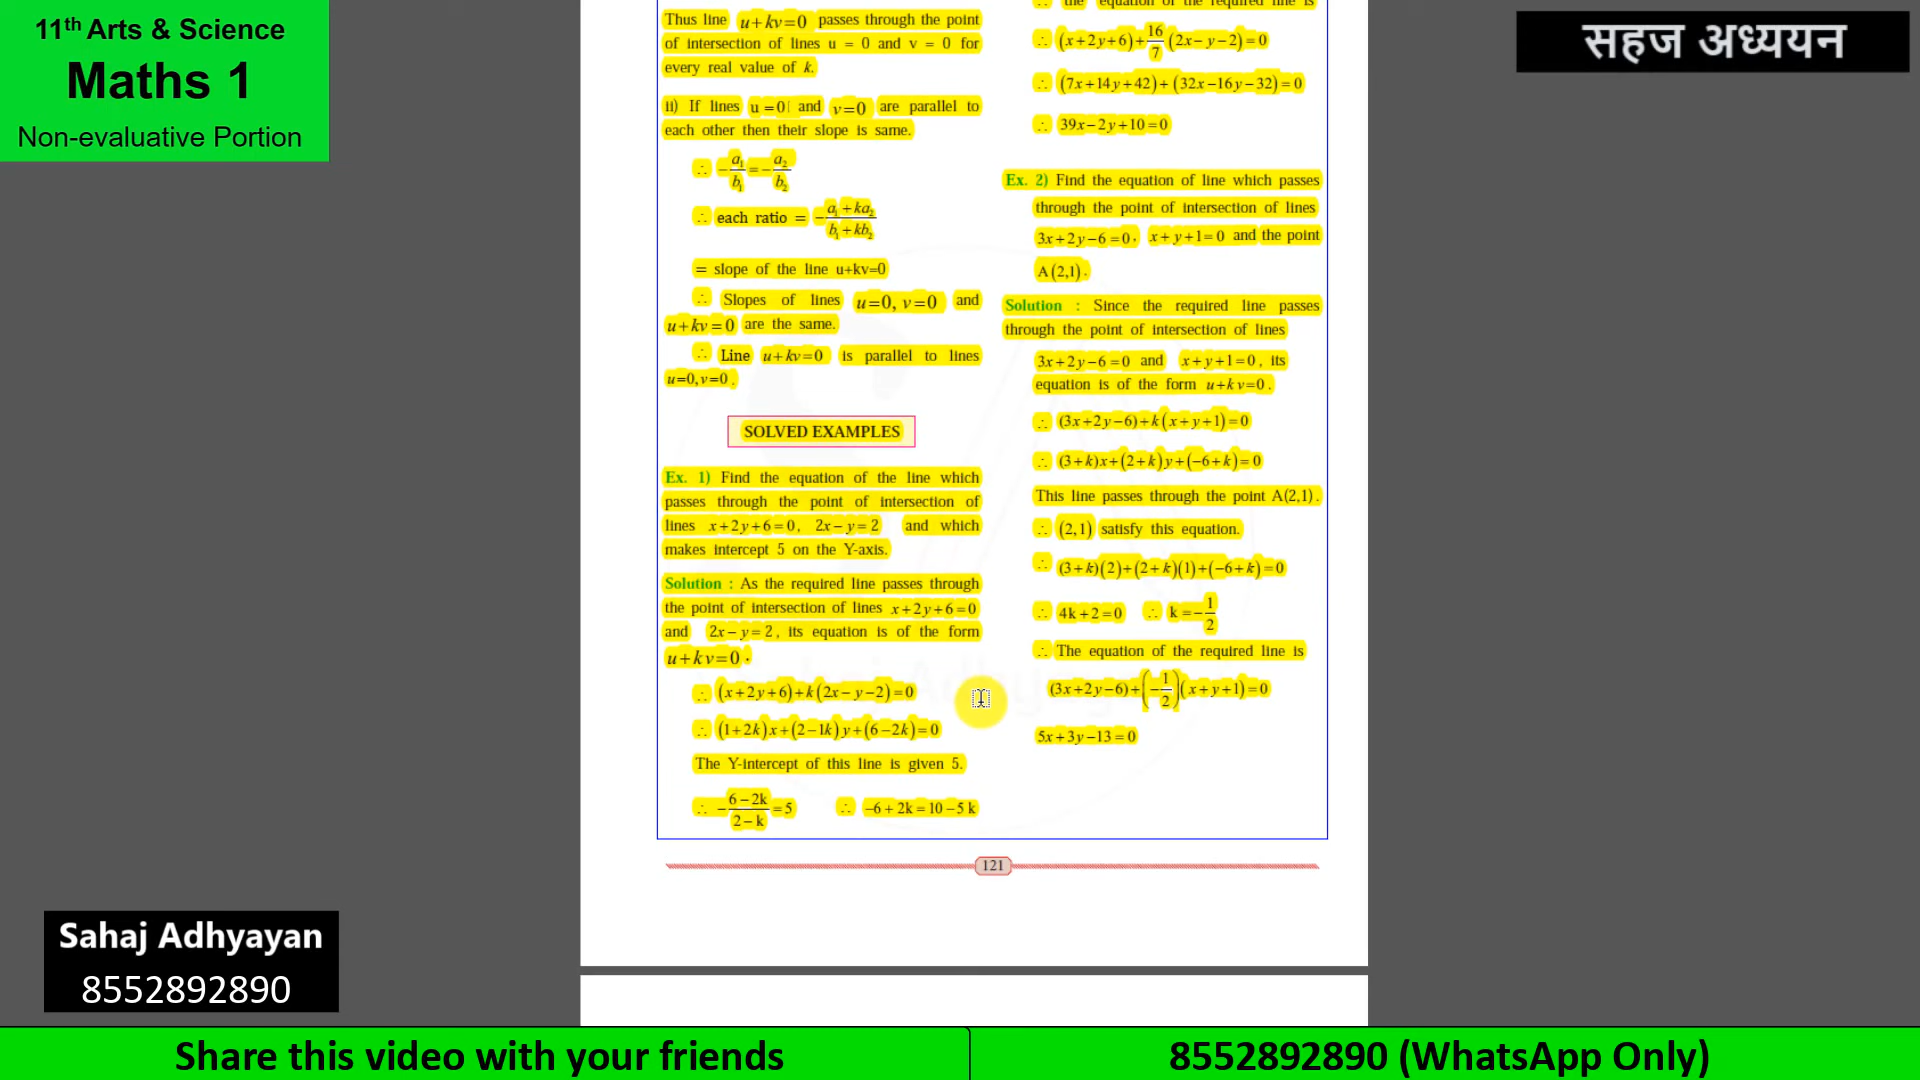 11th Arts & Science
Maths 1
Non-evaluative Portion
सहज अध्ययन
Thus line u+kv=0 passes through the point
of intersection of lines u = 0 and v = 0 for
every real value of k.
ii) If lines u =0 and v=0 are parallel to
each other then their slope is same.
∴ -a₁/b₁ = -a₂/b₂
∴ each ratio = -(a₁+ka₂)/(b₁+kb₂)
= slope of the line u+kv=0
∴ Slopes of lines u=0, v=0 and
u+kv=0 are the same.
∴ Line u+kv=0 is parallel to lines
u=0,v=0.
SOLVED EXAMPLES
Ex. 1) Find the equation of the line which
passes through the point of intersection of
lines x+2y+6=0, 2x−y=2 and which
makes intercept 5 on the Y-axis.
Solution : As the required line passes through
the point of intersection of lines x+2y+6=0
and 2x−y=2, its equation is of the form
u+kv=0.
∴ (x+2y+6)+k(2x−y−2)=0
∴ (1+2k)x+(2−1k)y+(6−2k)=0
The Y-intercept of this line is given 5.
∴ -(6−2k)/(2−k)=5 ∴ -6+2k=10−5k
∴ the equation of the required line is
∴ (x+2y+6)+16/7(2x−y−2)=0
∴ (7x+14y+42)+(32x−16y−32)=0
∴ 39x−2y+10=0
Ex. 2) Find the equation of line which passes
through the point of intersection of lines
3x+2y−6=0, x+y+1=0 and the point
A(2,1).
Solution : Since the required line passes
through the point of intersection of lines
3x+2y−6=0 and x+y+1=0, its
equation is of the form u+kv=0.
∴ (3x+2y−6)+k(x+y+1)=0
∴ (3+k)x+(2+k)y+(−6+k)=0
This line passes through the point A(2,1).
∴ (2,1) satisfy this equation.
∴ (3+k)(2)+(2+k)(1)+(−6+k)=0
∴ 4k+2=0 ∴ k=−1/2
∴ The equation of the required line is
(3x+2y−6)+(−1/2)(x+y+1)=0
5x+3y−13=0
121
Sahaj Adhyayan
8552892890
Share this video with your friends
8552892890 (WhatsApp Only)